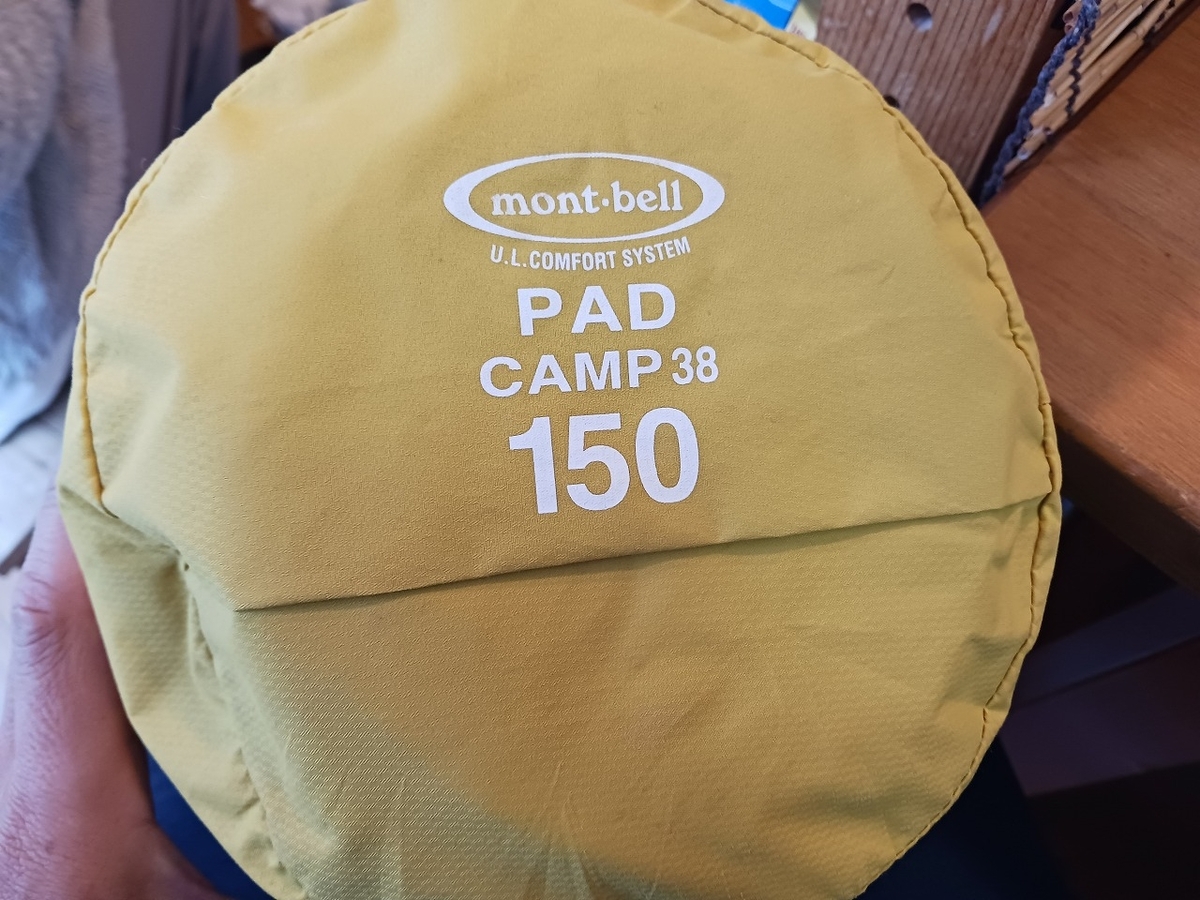 mont·bell
U.L.COMFORT SYSTEM
PAD
CAMP 38
150